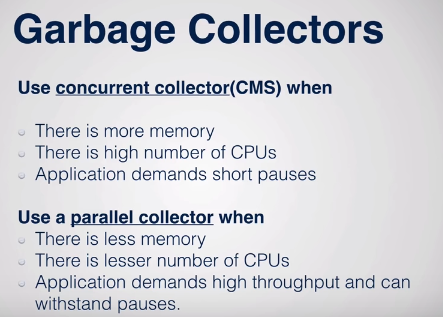 Garbage Collectors
Use concurrent collector(CMS) when
There is more memory
There is high number of CPUs
Application demands short pauses
Use a parallel collector when
There is less memory
There is lesser number of CPUs
Application demands high throughput and can
withstand pauses.